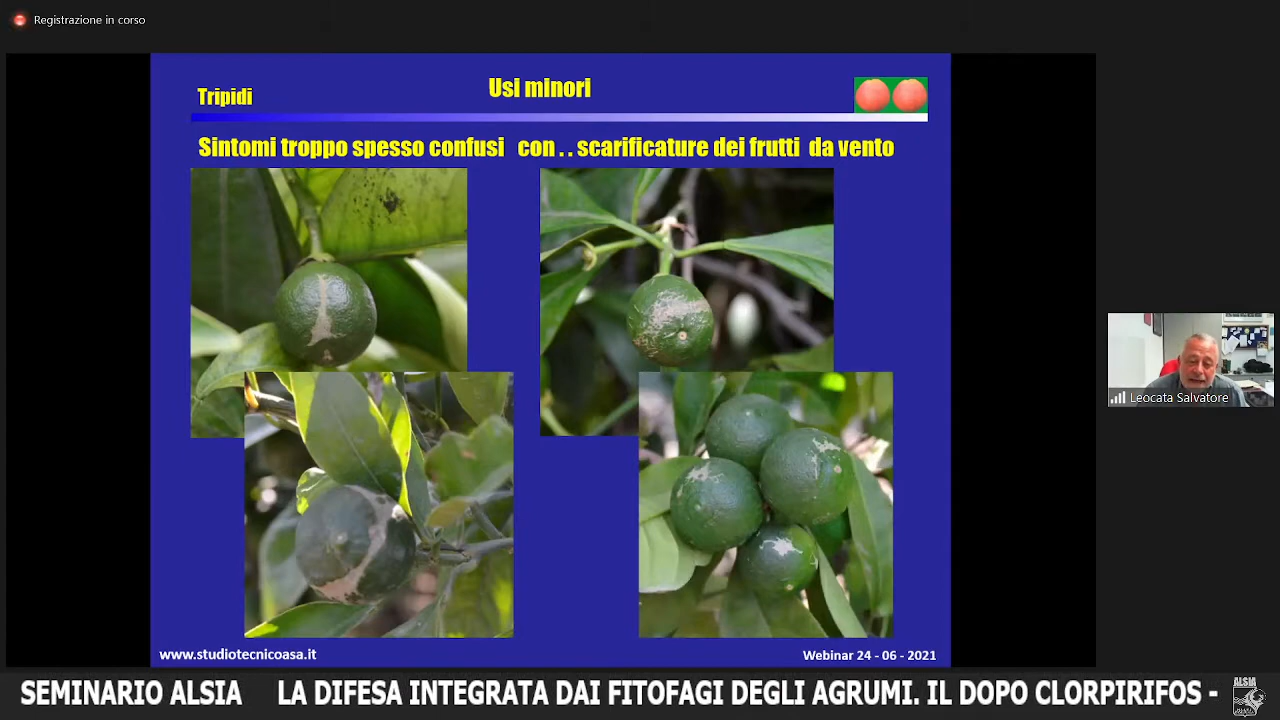 Registrazione in corso
Usi minori
Tripidi
Sintomi troppo spesso confusi con . . scarificature dei frutti da vento
Leocata Salvatore
www.studiotecnicoasa.it
Webinar 24 - 06 - 2021
SEMINARIO ALSIA LA DIFESA INTEGRATA DAI FITOFAGI DEGLI AGRUMI. IL DOPO CLORPIRIFOS -
ALSIA